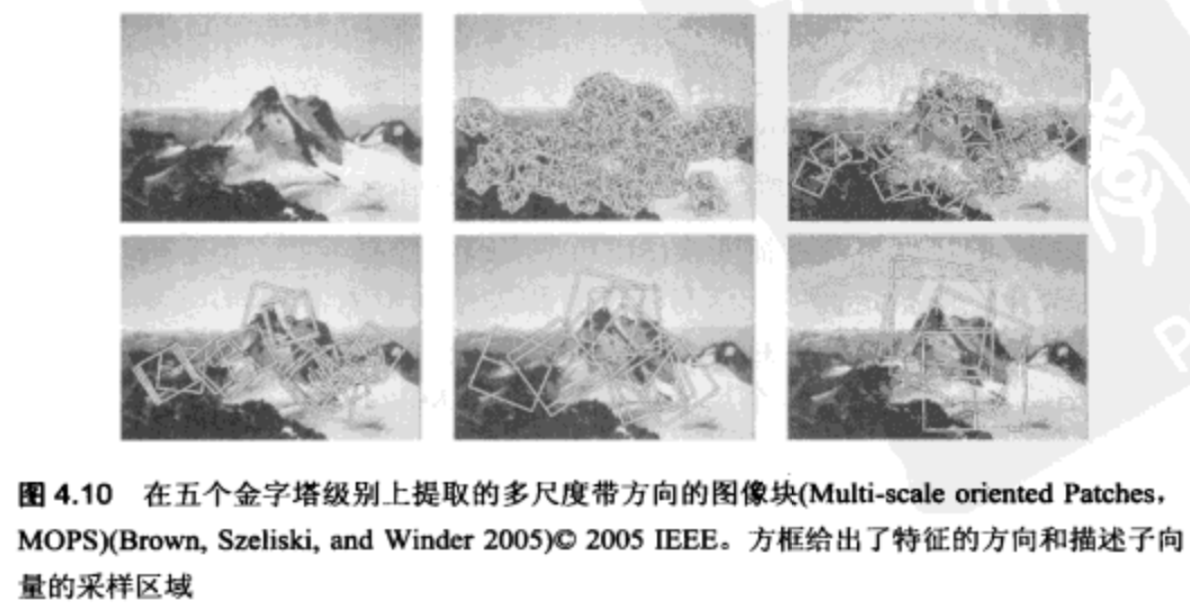 图 4.10 在五个金字塔级别上提取的多尺度带方向的图像块(Multi-scale oriented Patches,
MOPS)(Brown, Szeliski, and Winder 2005)© 2005 IEEE。方框给出了特征的方向和描述子向
量的采样区域